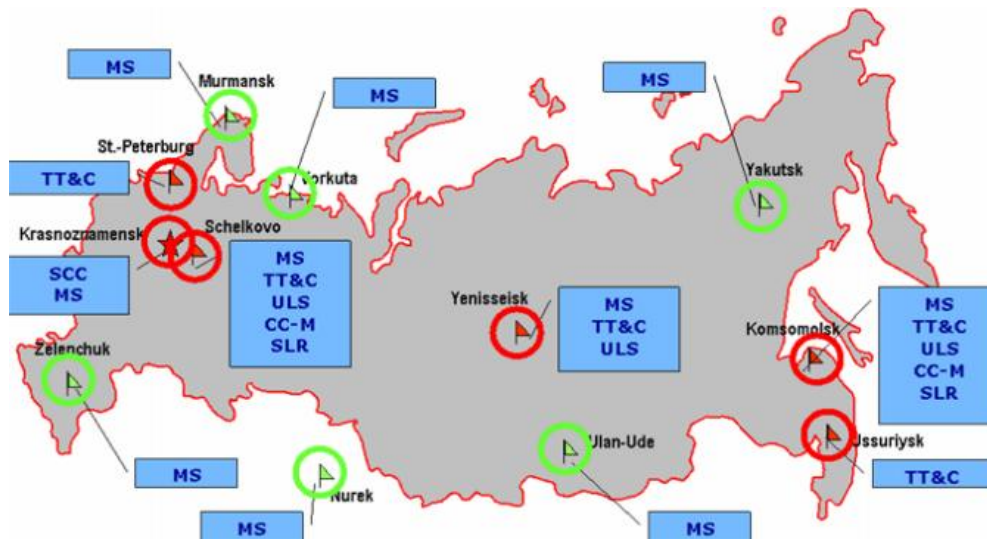 MS
Murmansk
MS
MS
St.-Peterburg
TT&C
Vorkuta
Yakutsk
Krasnoznamensk
Schelkovo
SCC
MS
MS
TT&C
ULS
CC-M
SLR
Yenisseisk
MS
TT&C
ULS
Komsomolsk
MS
TT&C
ULS
CC-M
SLR
Zelenchuk
MS
Nurek
MS
Ulan-Ude
MS
Ussuriysk
TT&C